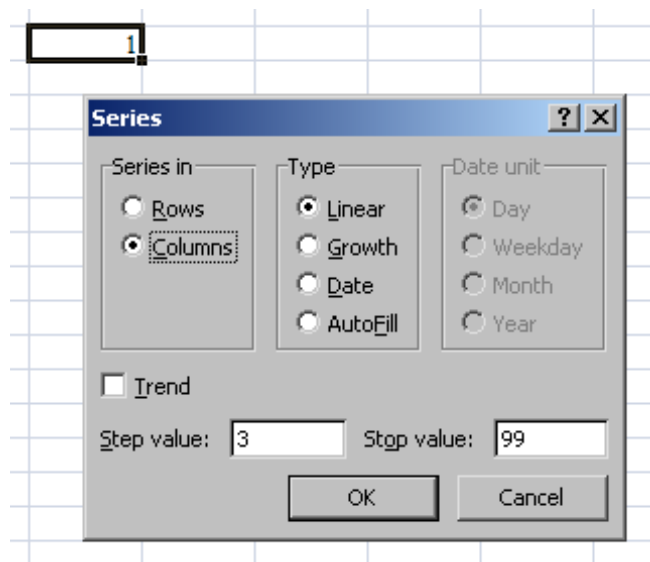 1
Series
Series in
Type
Date unit
Rows
Linear
Day
Columns
Growth
Weekday
Date
Month
AutoFill
Year
Trend
Step value: 3
Stop value: 99
OK
Cancel